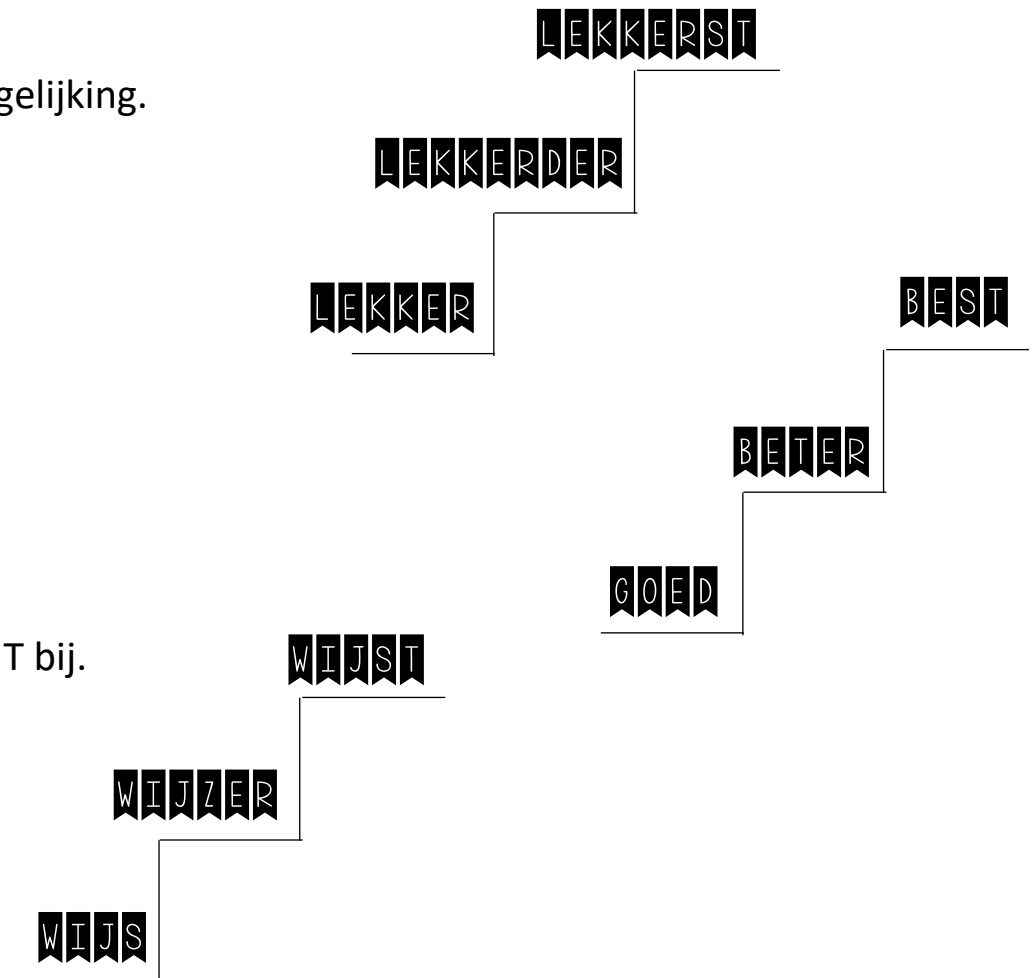 LEKKERST
gelijking.
LEKKERDER
LEKKER
BEST
BETER
GOED
T bij.
WIJST
WIJZER
WIJS